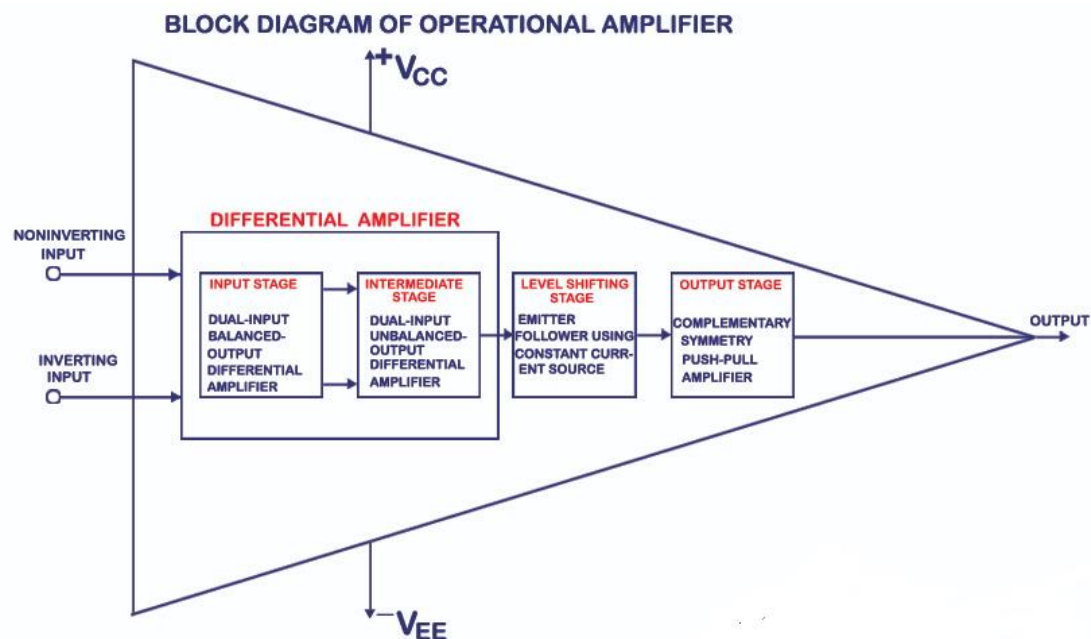 BLOCK DIAGRAM OF OPERATIONAL AMPLIFIER
+VCC
DIFFERENTIAL AMPLIFIER
NONINVERTING
INPUT
INVERTING
INPUT
INPUT STAGE
DUAL-INPUT
BALANCED-
OUTPUT
DIFFERENTIAL
AMPLIFIER
INTERMEDIATE
STAGE
DUAL-INPUT
UNBALANCED-
OUTPUT
DIFFERENTIAL
AMPLIFIER
LEVEL SHIFTING
STAGE
EMITTER
FOLLOWER USING
CONSTANT CURR-
ENT SOURCE
OUTPUT STAGE
COMPLEMENTARY
SYMMETRY
PUSH-PULL
AMPLIFIER
OUTPUT
−VEE